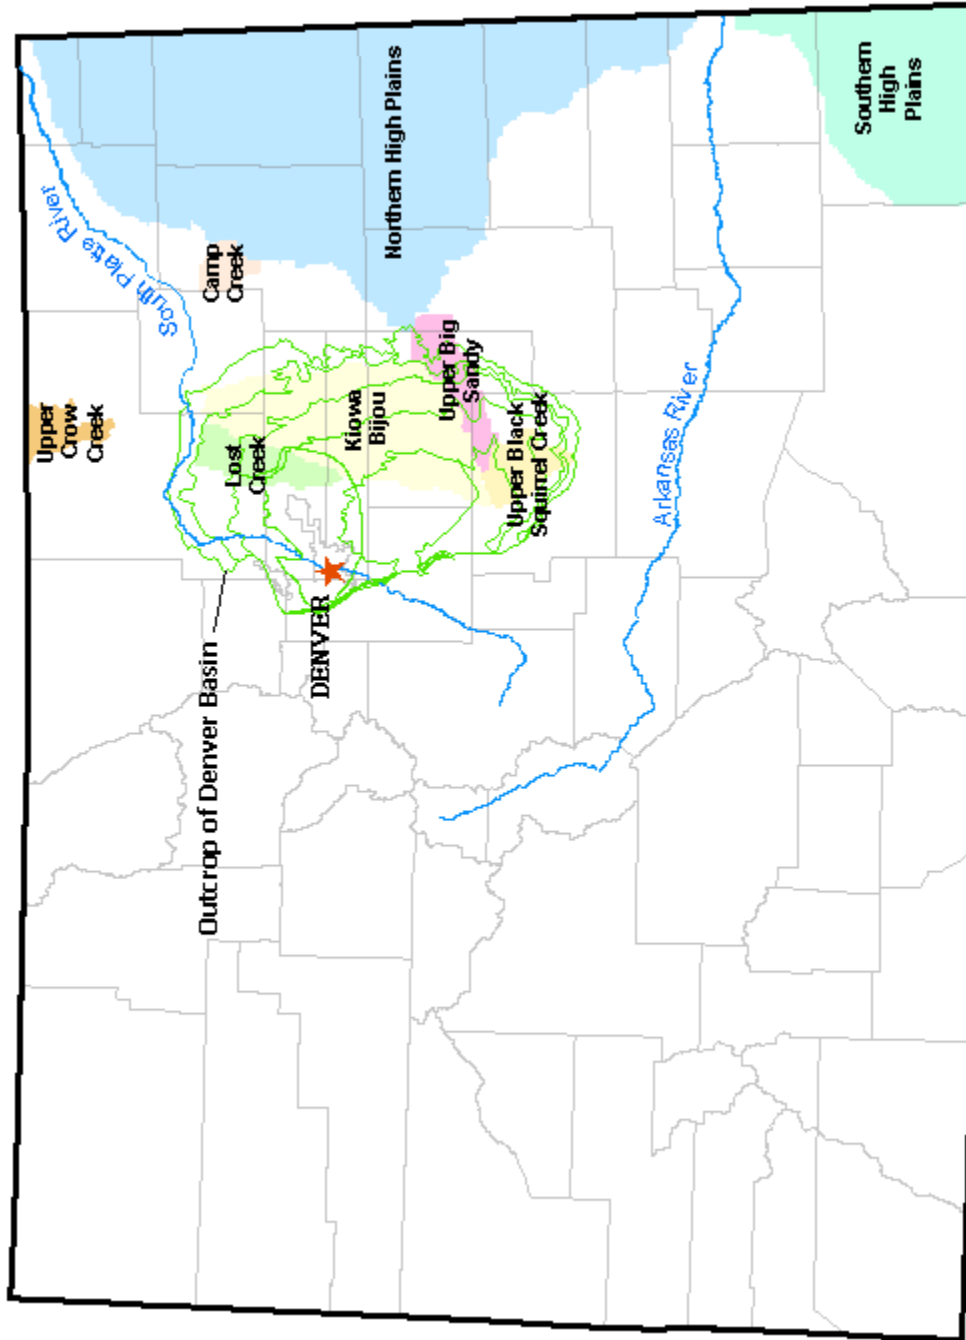 Upper
Crow
Creek
South Platte River
Camp
Creek
Northern High Plains
Lost
Creek
Kiowa
Bijou
Upper Big
Sandy
Upper Black
Squirrel Creek
Outcrop of Denver Basin
DENVER
Arkansas River
Southern
High
Plains